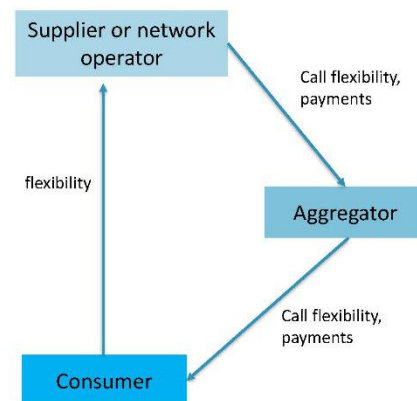 Supplier or network
operator
Call flexibility,
payments
flexibility
Aggregator
Call flexibility,
payments
Consumer